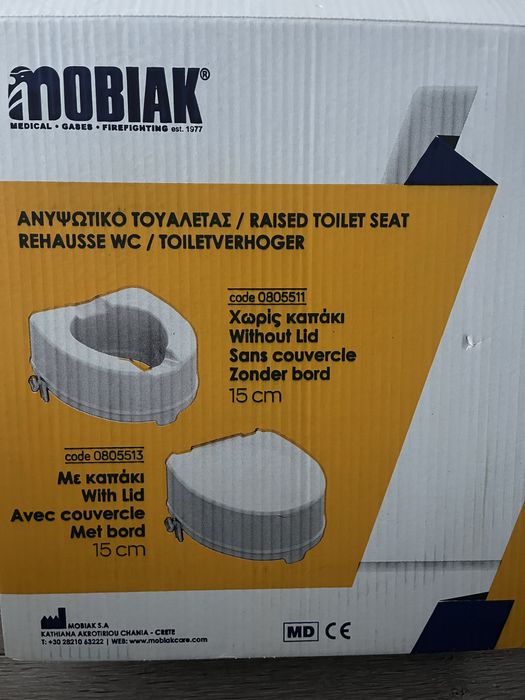 MOBIAK®
MEDICAL • GASES • FIREFIGHTING est. 1977
ΑΝΥΨΩΤΙΚΟ ΤΟΥΑΛΕΤΑΣ / RAISED TOILET SEAT
REHAUSSE WC / TOILETVERHOGER
code 0805511
Χωρίς καπάκι
Without Lid
Sans couvercle
Zonder bord
15 cm
code 0805513
Με καπάκι
With Lid
Avec couvercle
Met bord
15 cm
MOBIAK S.A
KATHIANA AKROTIRIOU CHANIA - CRETE
T: +30 28210 63222 | WEB: www.mobiakcare.com
MD CE